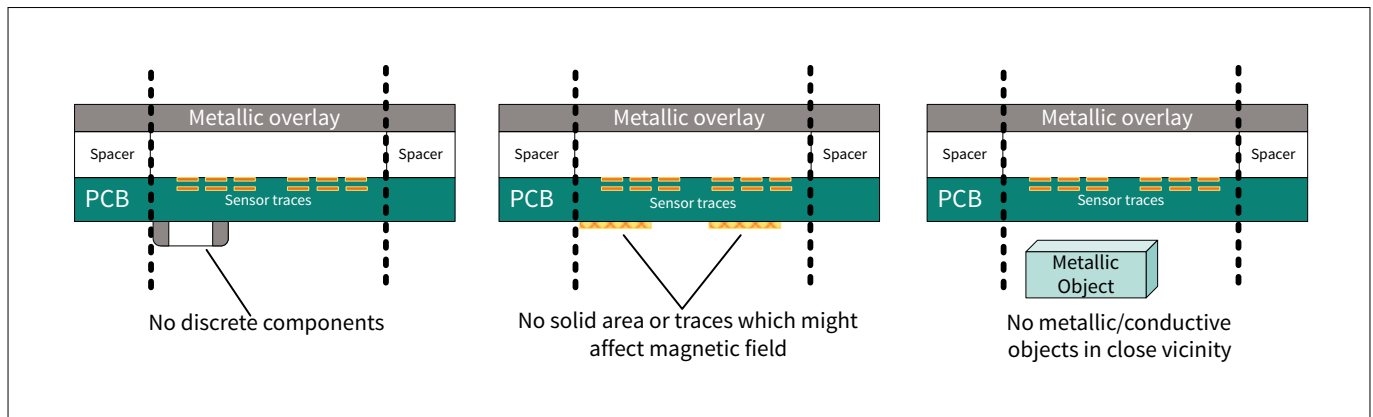 Metallic overlay
Spacer
Spacer
PCB
Sensor traces
No discrete components
Metallic overlay
Spacer
Spacer
PCB
Sensor traces
No solid area or traces which might
affect magnetic field
Metallic overlay
Spacer
Spacer
PCB
Sensor traces
Metallic
Object
No metallic/conductive
objects in close vicinity